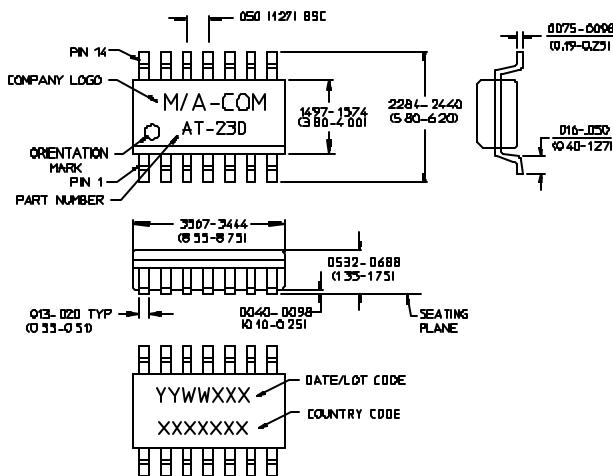 .050 (1.27) BSC
PIN 14
COMPANY LOGO
M/A-COM
AT-23D
ORIENTATION
MARK
PIN 1
PART NUMBER
.1497-.1574
(3.80-4.00)
.2284-.2440
(5.80-6.20)
.0075-.0098
(0.19-0.25)
.016-.050
(0.40-1.27)
.3367-.3444
(8.55-8.75)
.0532-.0688
(1.35-1.75)
.013-.020 TYP
(0.33-0.51)
.0040-.0098
(0.10-0.25)
SEATING
PLANE
YYWWXXX
DATE/LOT CODE
XXXXXXX
COUNTRY CODE